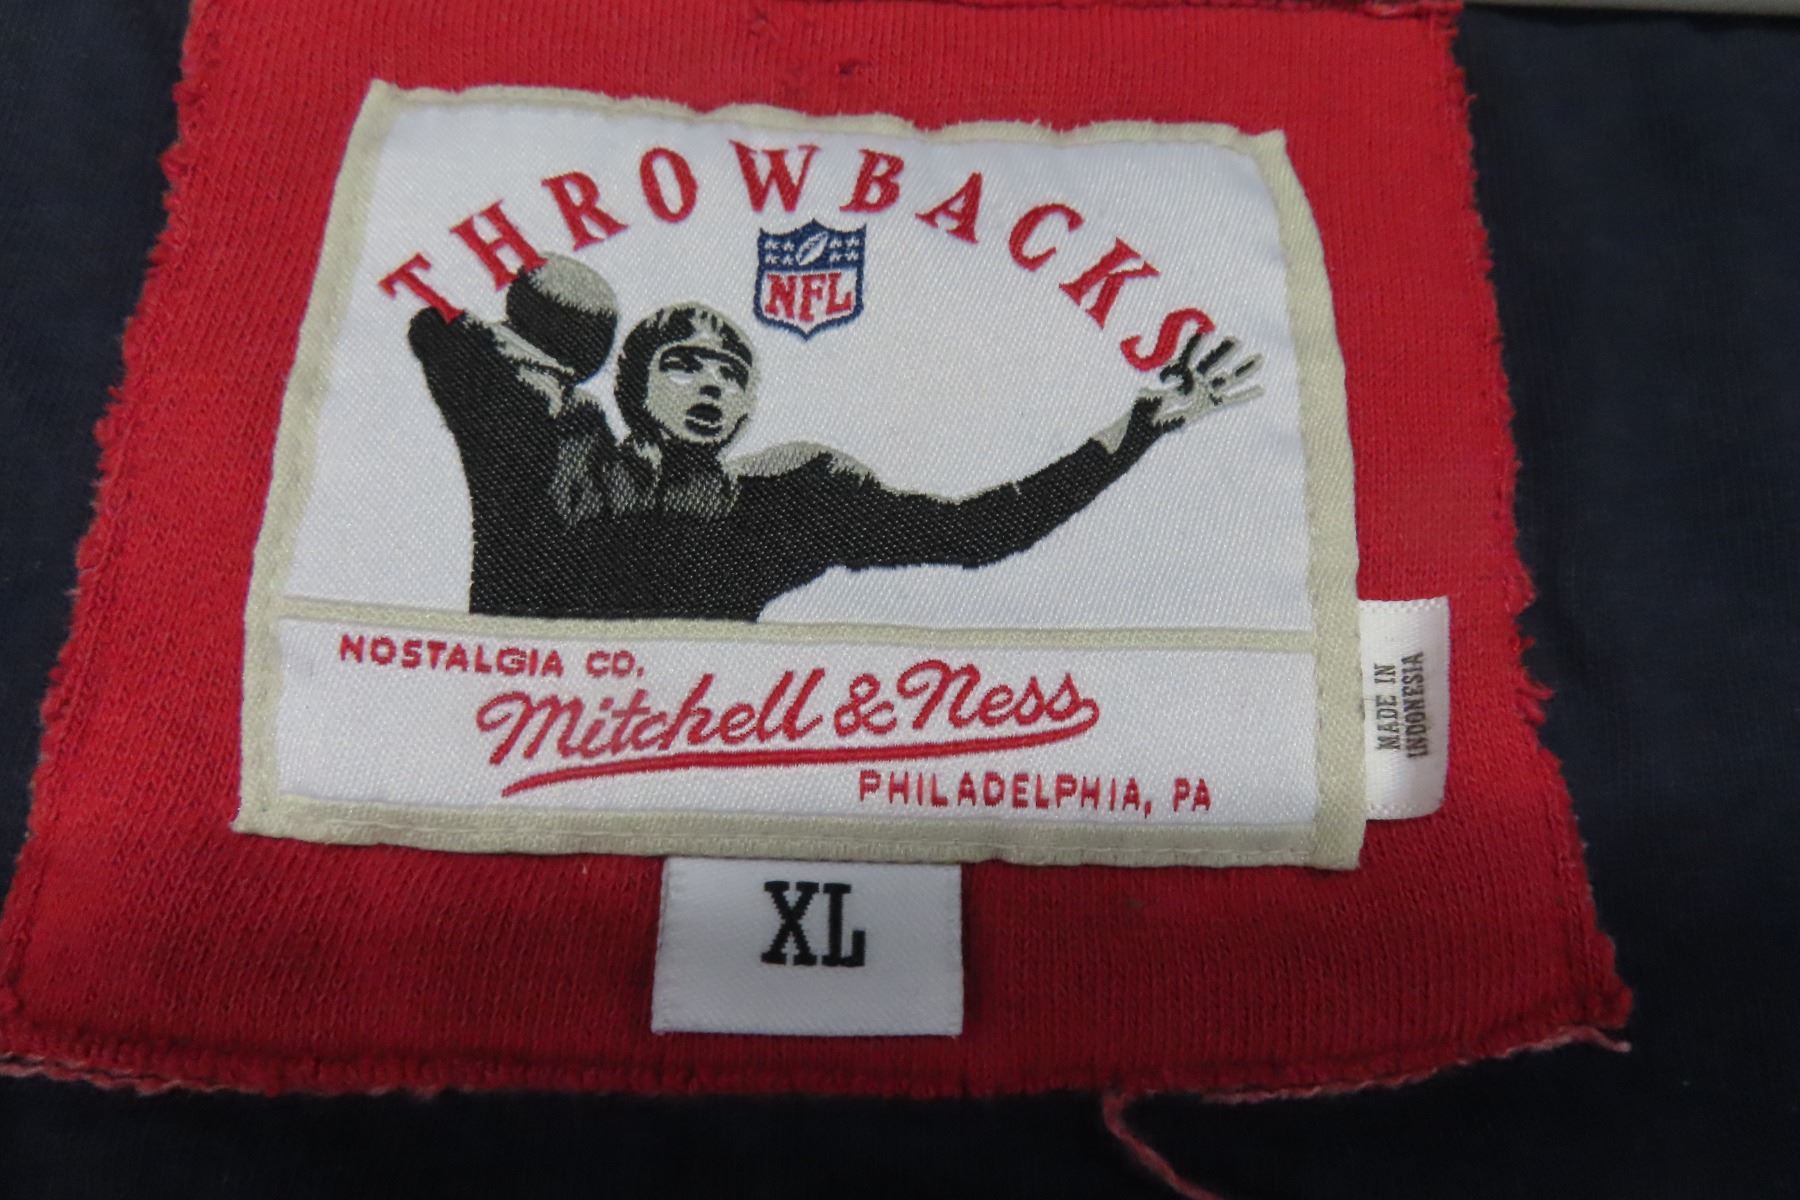 THROWBACKS
NFL
NOSTALGIA CO.
Mitchell & Ness
PHILADELPHIA, PA
MADE IN
INDONESIA
XL